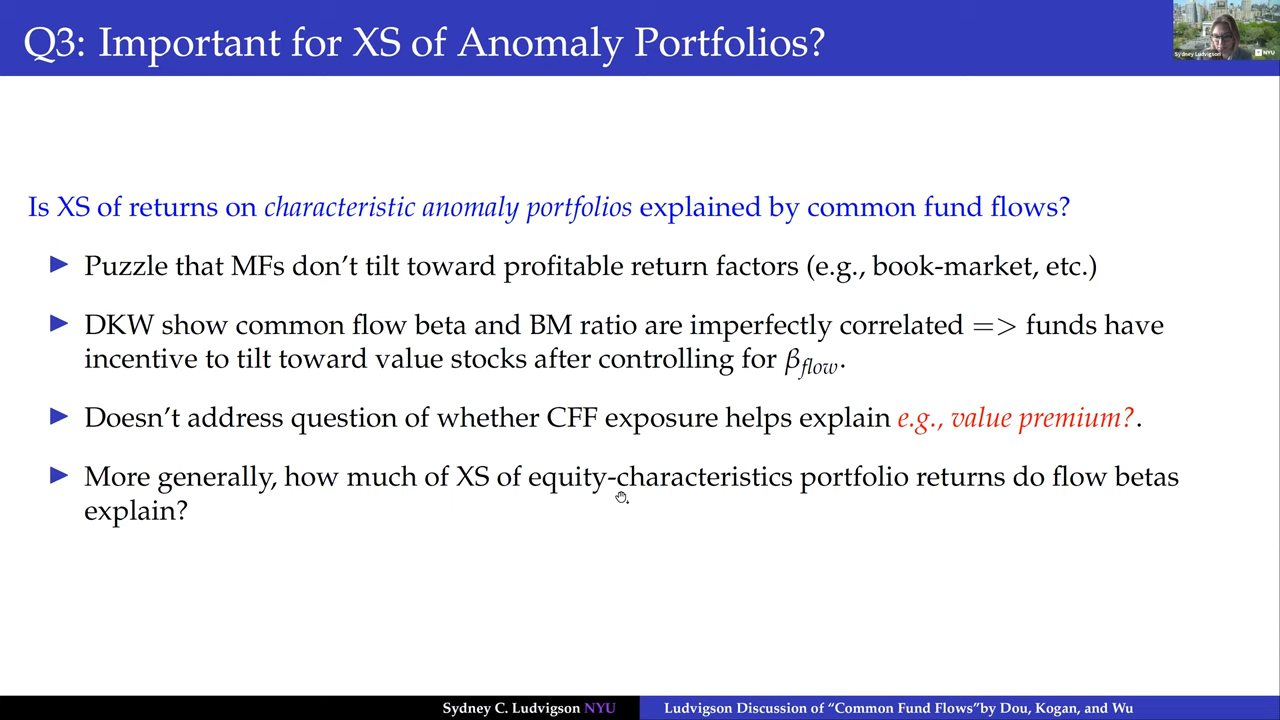 Q3: Important for XS of Anomaly Portfolios?
Sydney Ludvigson
NYU
Is XS of returns on characteristic anomaly portfolios explained by common fund flows?
▶ Puzzle that MFs don't tilt toward profitable return factors (e.g., book-market, etc.)
▶ DKW show common flow beta and BM ratio are imperfectly correlated => funds have
incentive to tilt toward value stocks after controlling for β_flow.
▶ Doesn't address question of whether CFF exposure helps explain e.g., value premium?.
▶ More generally, how much of XS of equity-characteristics portfolio returns do flow betas
explain?
Sydney C. Ludvigson NYU
Ludvigson Discussion of "Common Fund Flows"by Dou, Kogan, and Wu